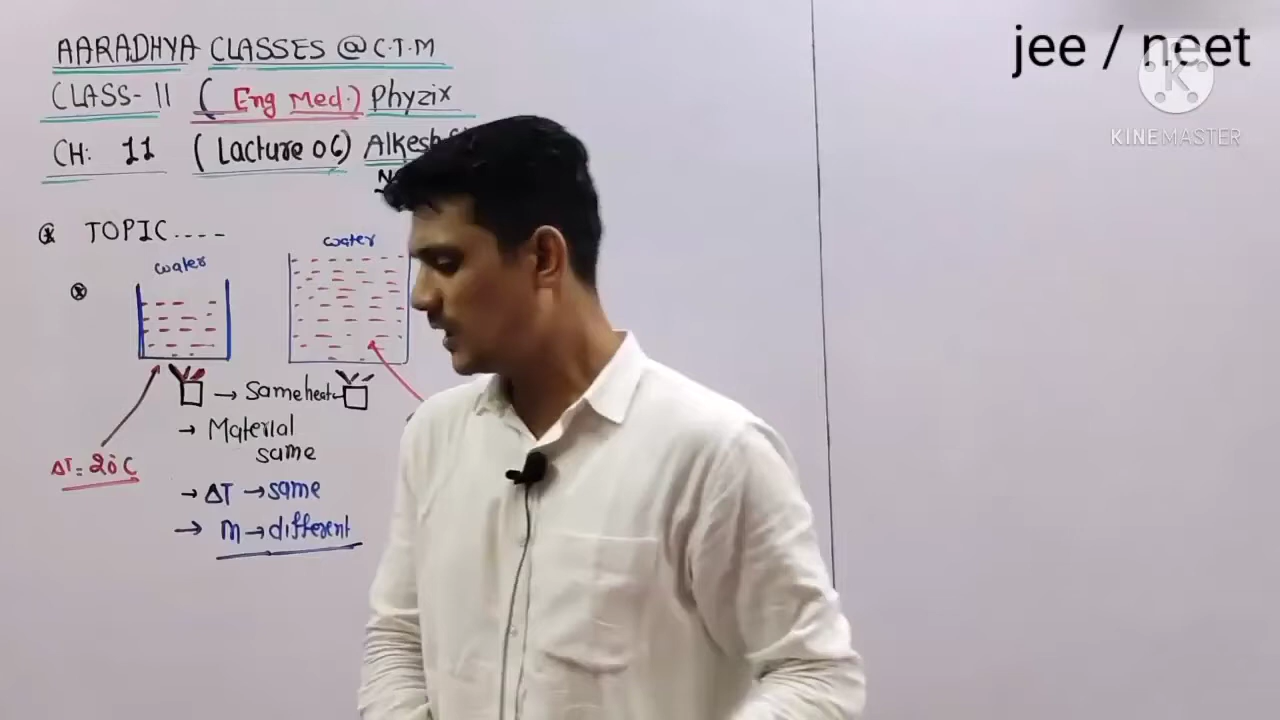 jee / neet
KINEMASTER
AARADHYA CLASSES @ C.T.M
CLASS- 11 ( Eng Med.) Phyzix
CH: 11 (Lacture 06)
TOPIC....
water
water
→ Same heat
→ Material
same
ΔT = 20°C
→ ΔT → same
→ m → different